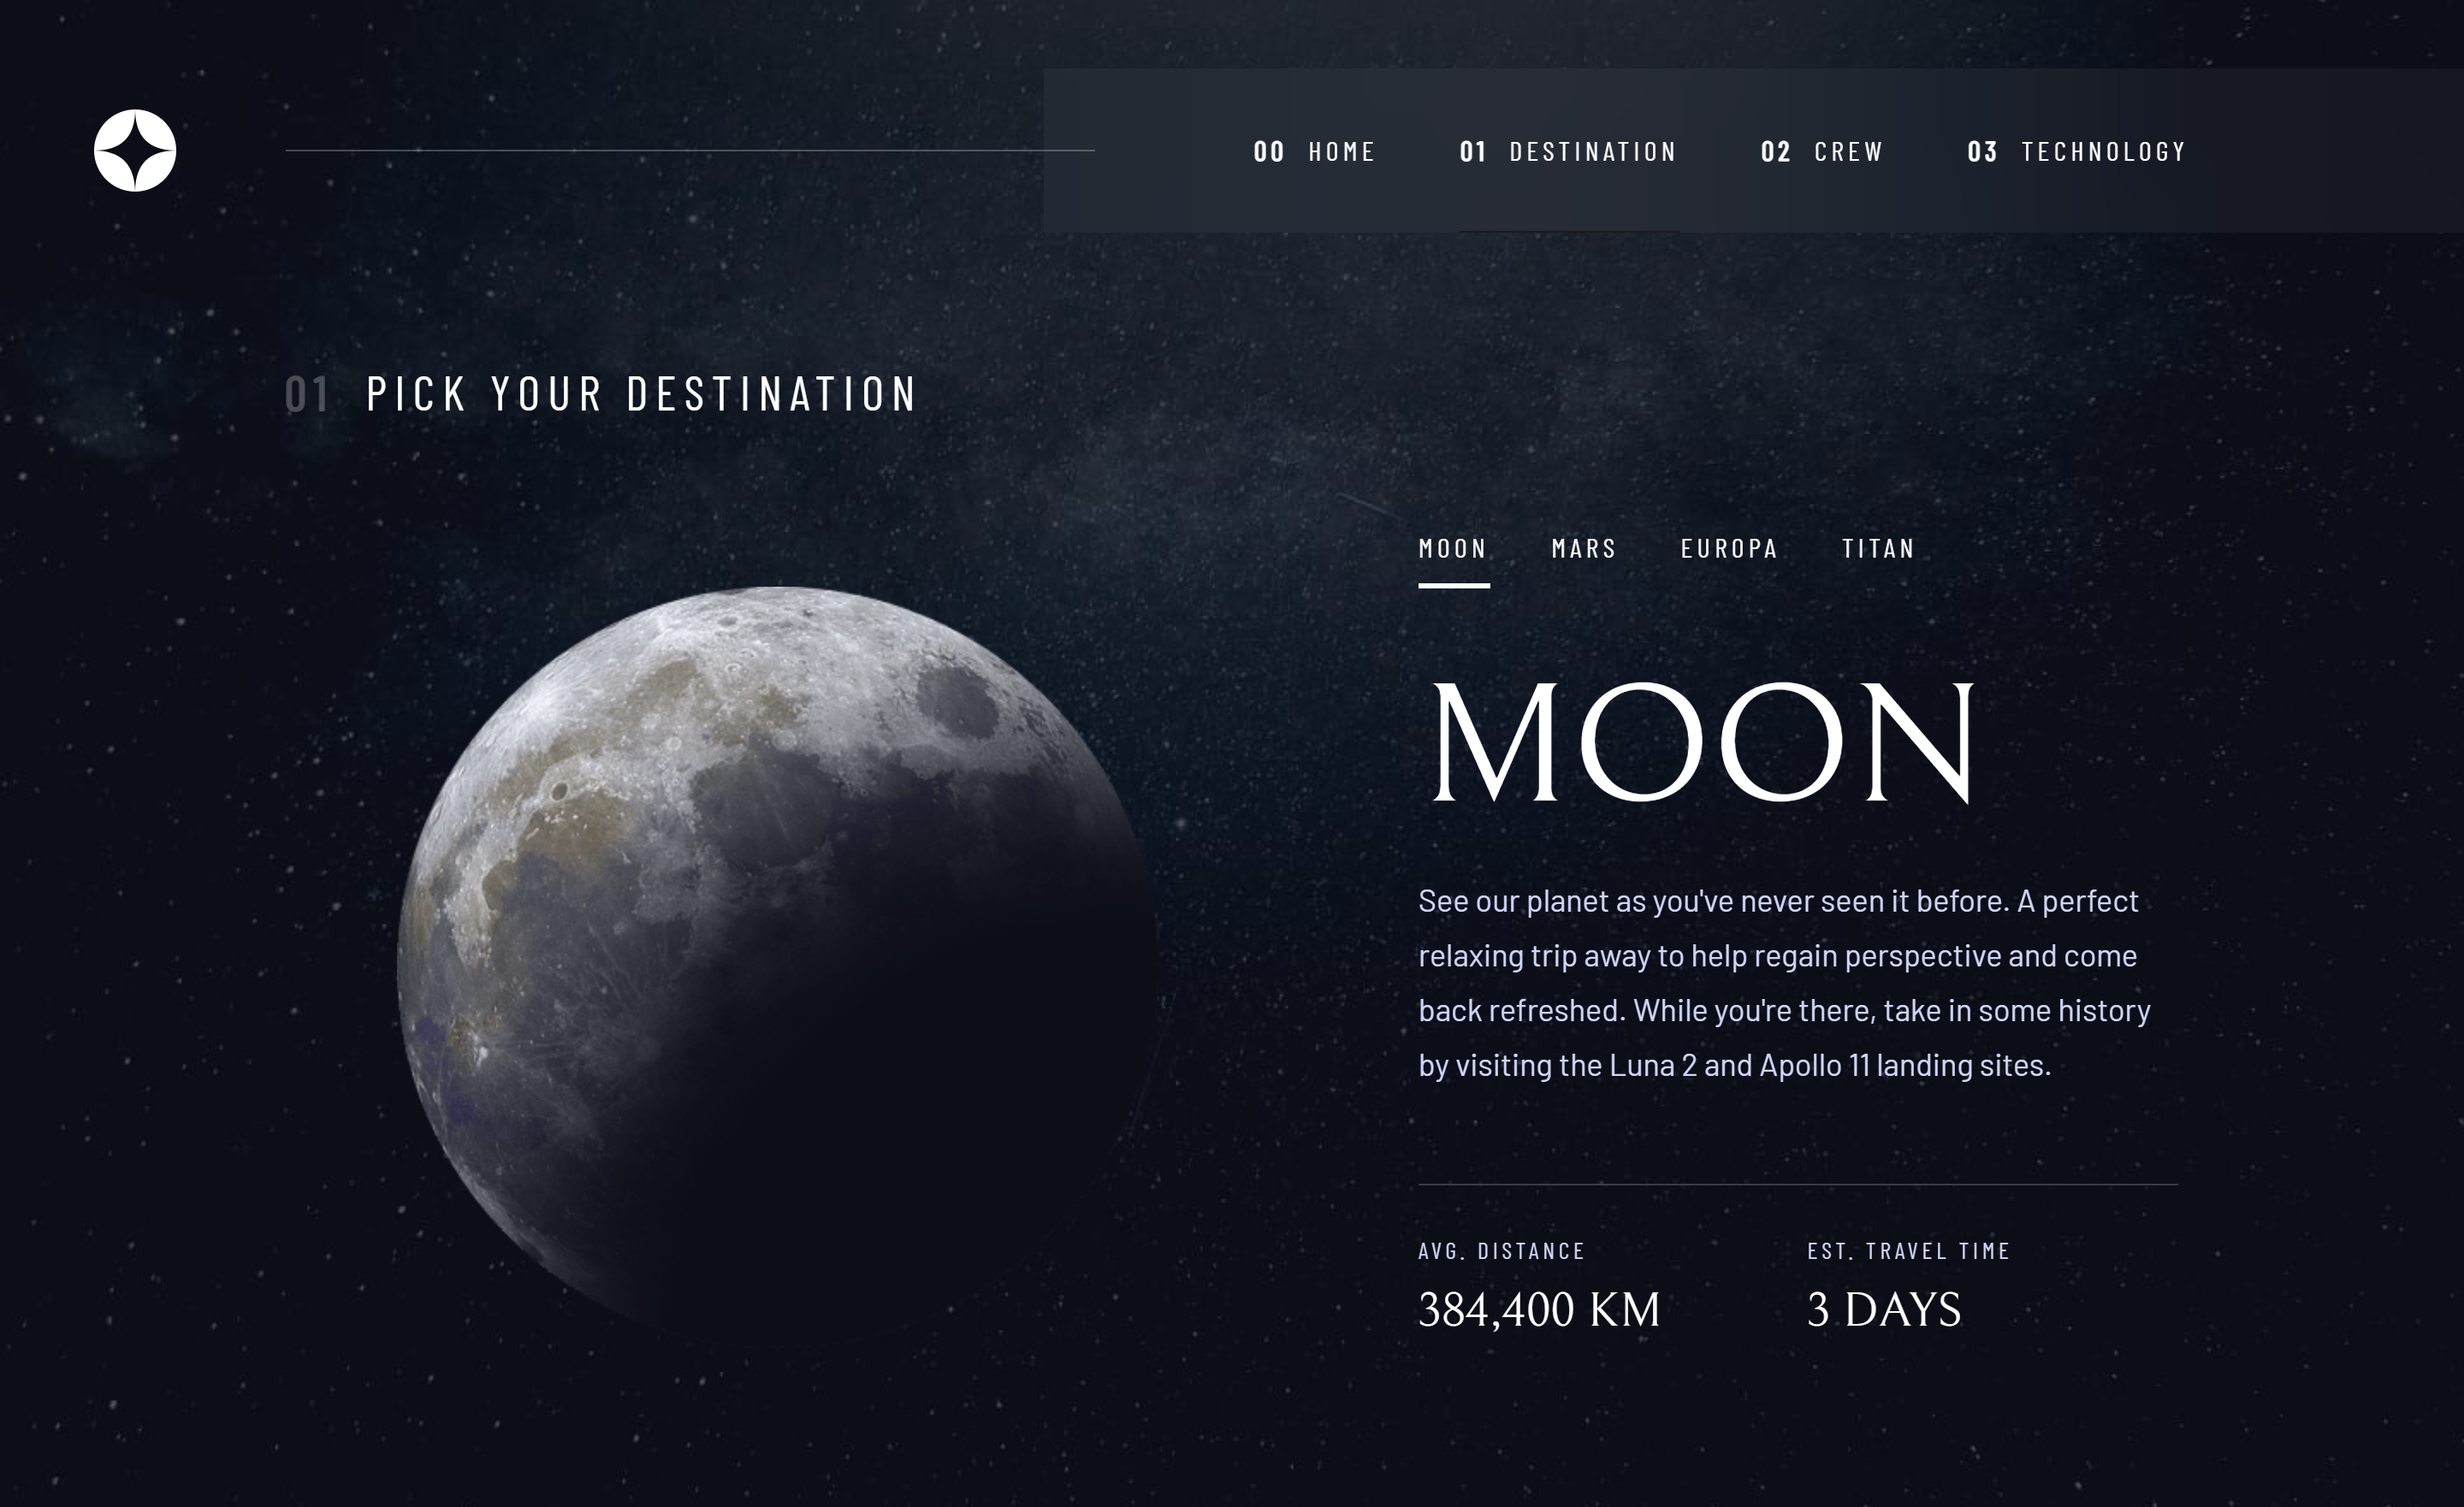 00 HOME 01 DESTINATION 02 CREW 03 TECHNOLOGY
01 PICK YOUR DESTINATION
MOON MARS EUROPA TITAN
MOON
See our planet as you've never seen it before. A perfect
relaxing trip away to help regain perspective and come
back refreshed. While you're there, take in some history
by visiting the Luna 2 and Apollo 11 landing sites.
AVG. DISTANCE
384,400 KM
EST. TRAVEL TIME
3 DAYS